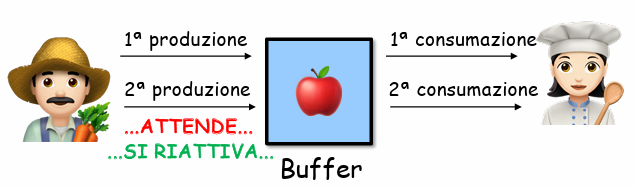 1ª produzione
1ª consumazione
2ª produzione
2ª consumazione
...ATTENDE...
...SI RIATTIVA...
Buffer